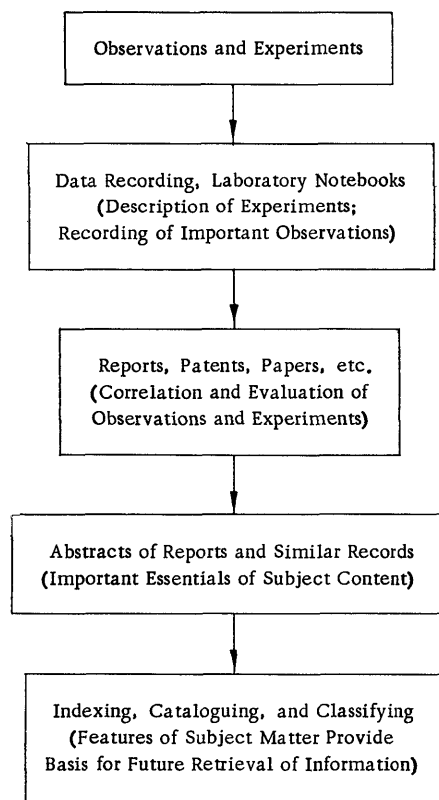 Observations and Experiments
Data Recording, Laboratory Notebooks
(Description of Experiments;
Recording of Important Observations)
Reports, Patents, Papers, etc.
(Correlation and Evaluation of
Observations and Experiments)
Abstracts of Reports and Similar Records
(Important Essentials of Subject Content)
Indexing, Cataloguing, and Classifying
(Features of Subject Matter Provide
Basis for Future Retrieval of Information)